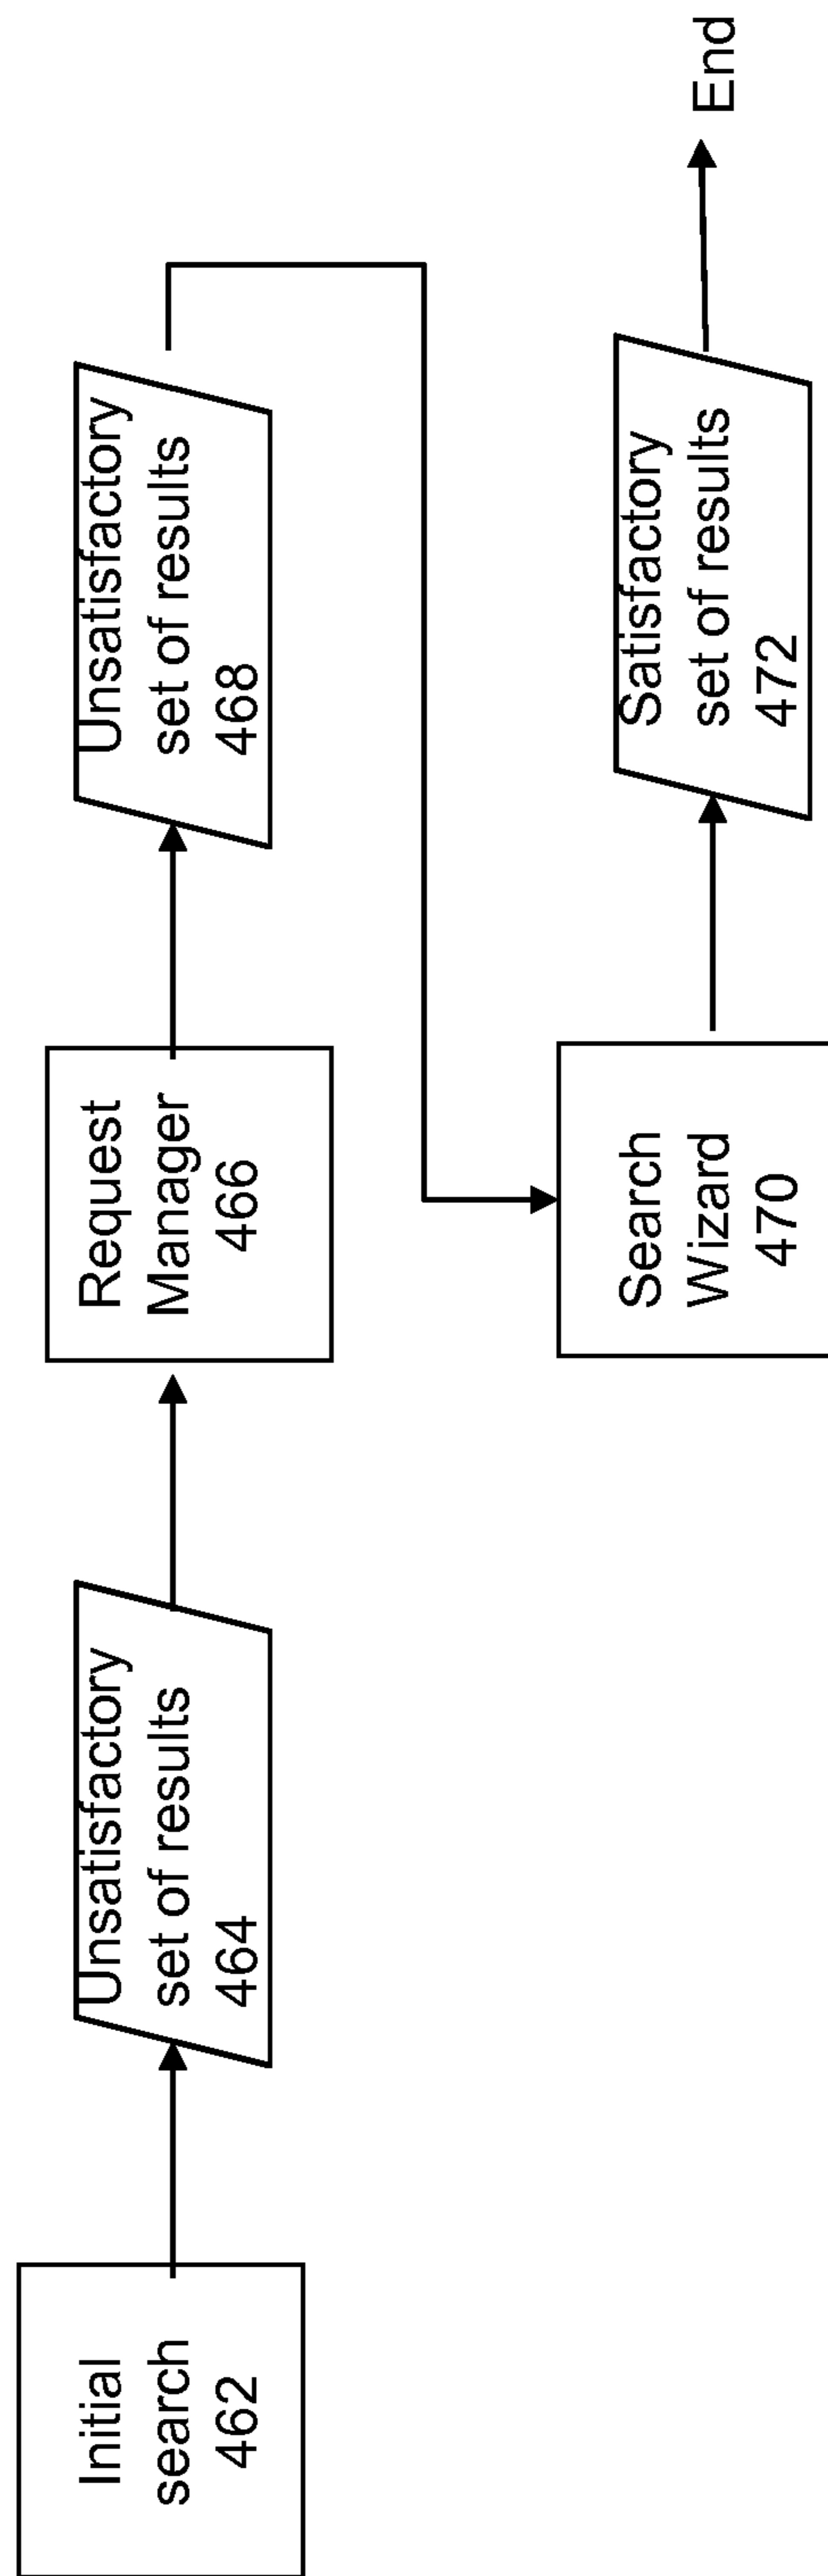 Initial
search
462
Unsatisfactory
set of results
464
Request
Manager
466
Unsatisfactory
set of results
468
Search
Wizard
470
Satisfactory
set of results
472
End